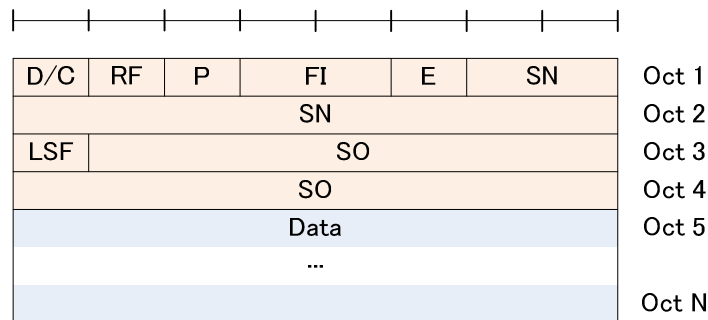 D/C RF P FI E SN Oct 1
SN Oct 2
LSF SO Oct 3
SO Oct 4
Data Oct 5
...
Oct N